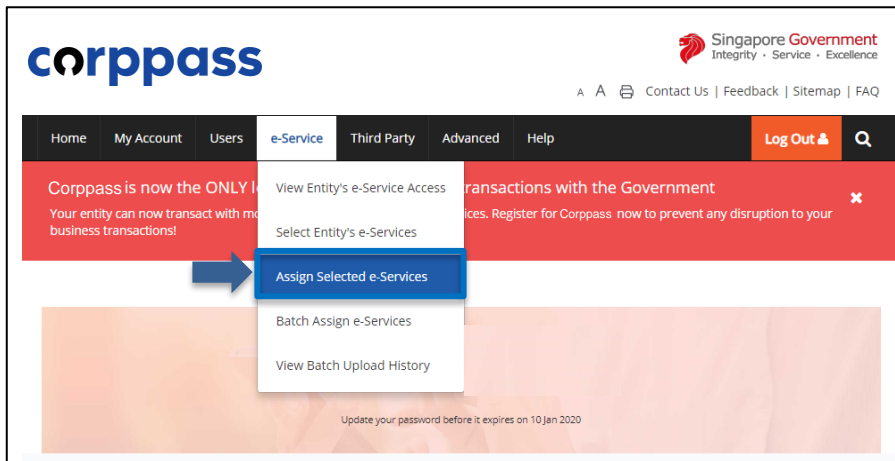 corppass
Singapore Government
Integrity · Service · Excellence
A A Contact Us | Feedback | Sitemap | FAQ
Home My Account Users e-Service Third Party Advanced Help Log Out
Corppass is now the ONLY l transactions with the Government
Your entity can now transact with mo ices. Register for Corppass now to prevent any disruption to your
business transactions!
View Entity's e-Service Access
Select Entity's e-Services
Assign Selected e-Services
Batch Assign e-Services
View Batch Upload History
Update your password before it expires on 10 Jan 2020